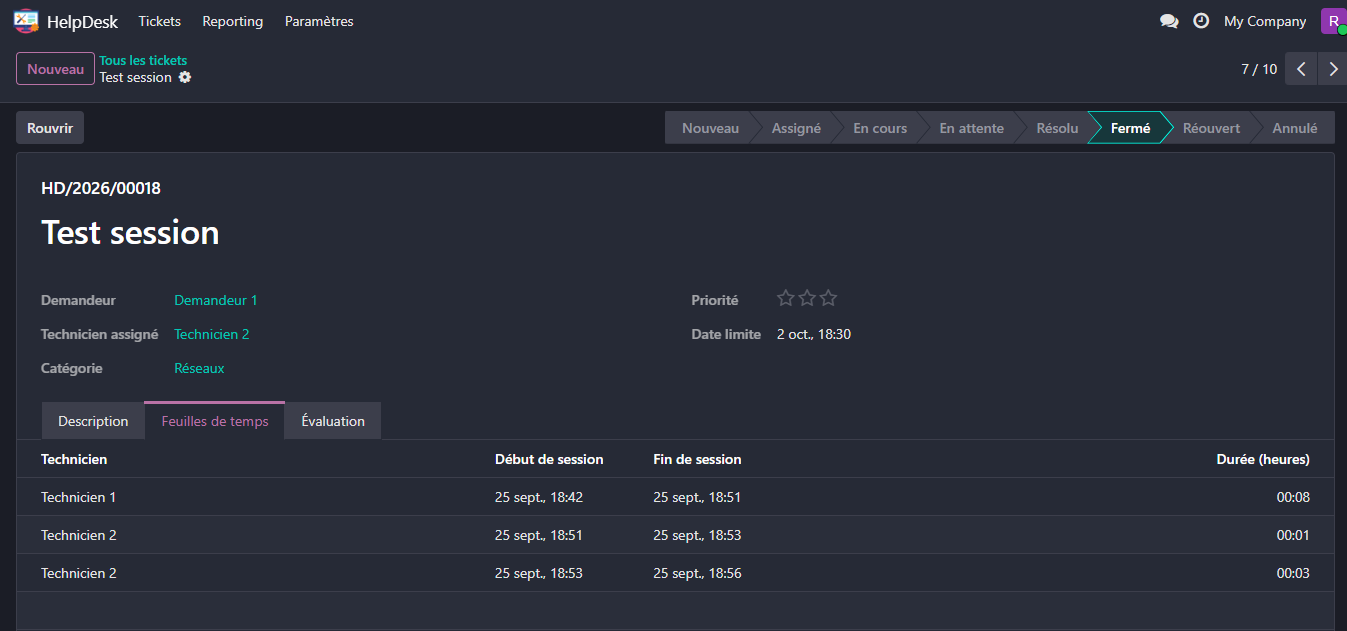 HelpDesk Tickets Reporting Paramètres My Company R
Nouveau Tous les tickets
Test session 7 / 10
Rouvrir Nouveau Assigné En cours En attente Résolu Fermé Réouvert Annulé
HD/2026/00018
Test session
Demandeur Demandeur 1 Priorité
Technicien assigné Technicien 2 Date limite 2 oct., 18:30
Catégorie Réseaux
Description Feuilles de temps Évaluation
Technicien Début de session Fin de session Durée (heures)
Technicien 1 25 sept., 18:42 25 sept., 18:51 00:08
Technicien 2 25 sept., 18:51 25 sept., 18:53 00:01
Technicien 2 25 sept., 18:53 25 sept., 18:56 00:03